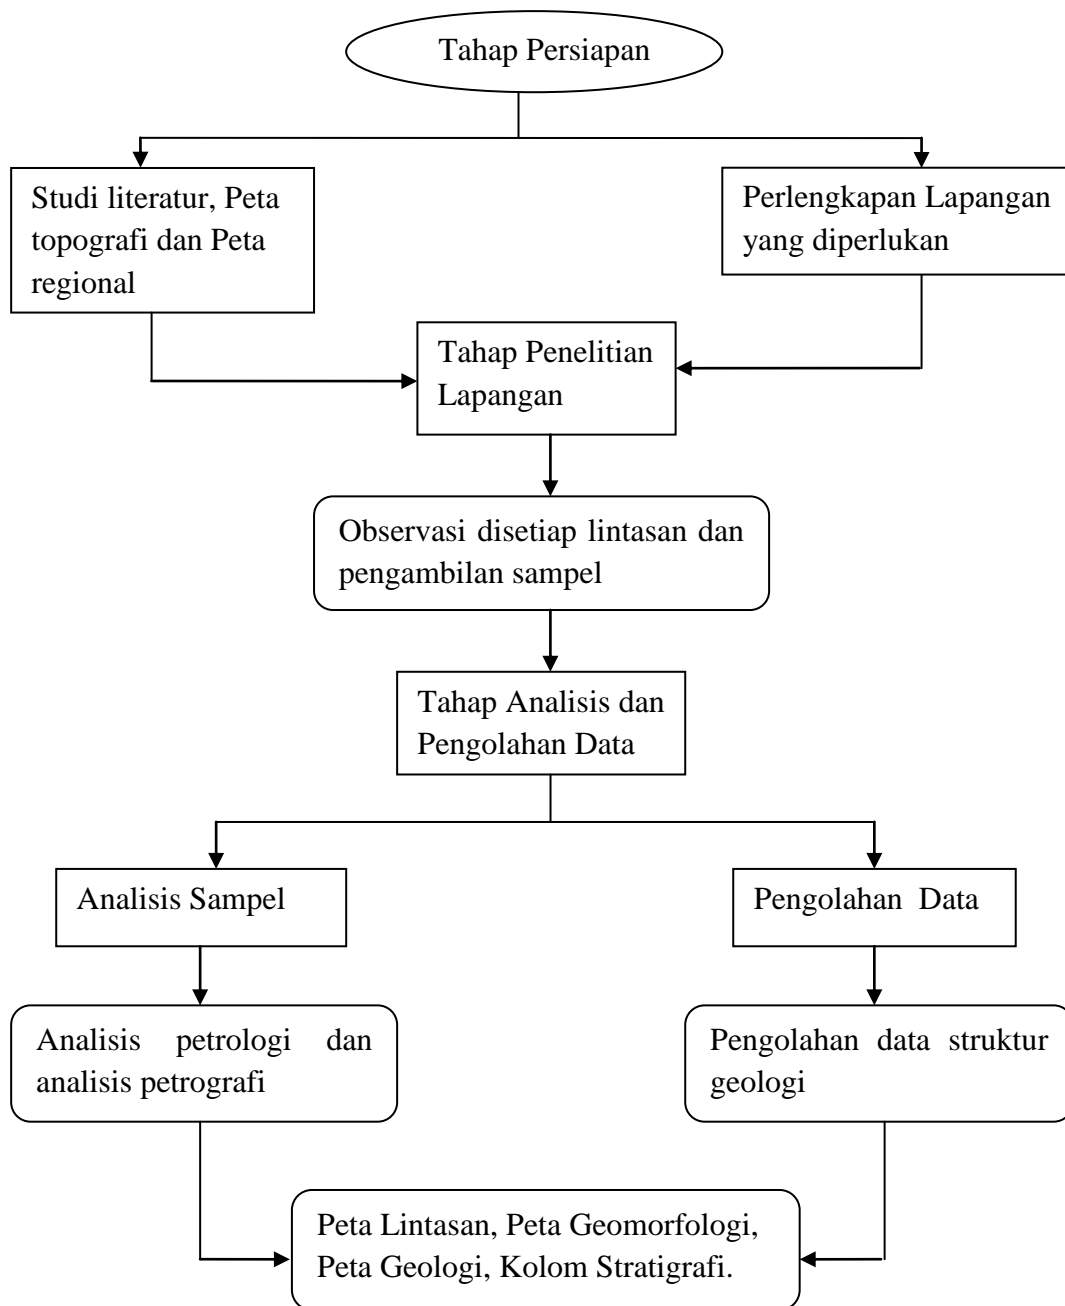 Tahap Persiapan
Studi literatur, Peta
topografi dan Peta
regional
Perlengkapan Lapangan
yang diperlukan
Tahap Penelitian
Lapangan
Observasi disetiap lintasan dan
pengambilan sampel
Tahap Analisis dan
Pengolahan Data
Analisis Sampel
Pengolahan Data
Analisis petrologi dan
analisis petrografi
Pengolahan data struktur
geologi
Peta Lintasan, Peta Geomorfologi,
Peta Geologi, Kolom Stratigrafi.